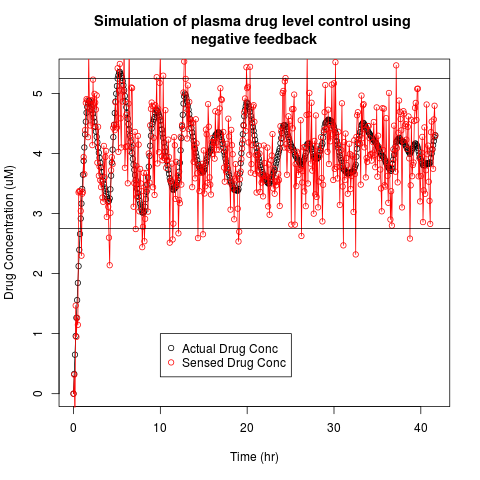 Simulation of plasma drug level control using
negative feedback
Drug Concentration (uM)
5
4
3
2
1
0
Actual Drug Conc
Sensed Drug Conc
0 10 20 30 40
Time (hr)